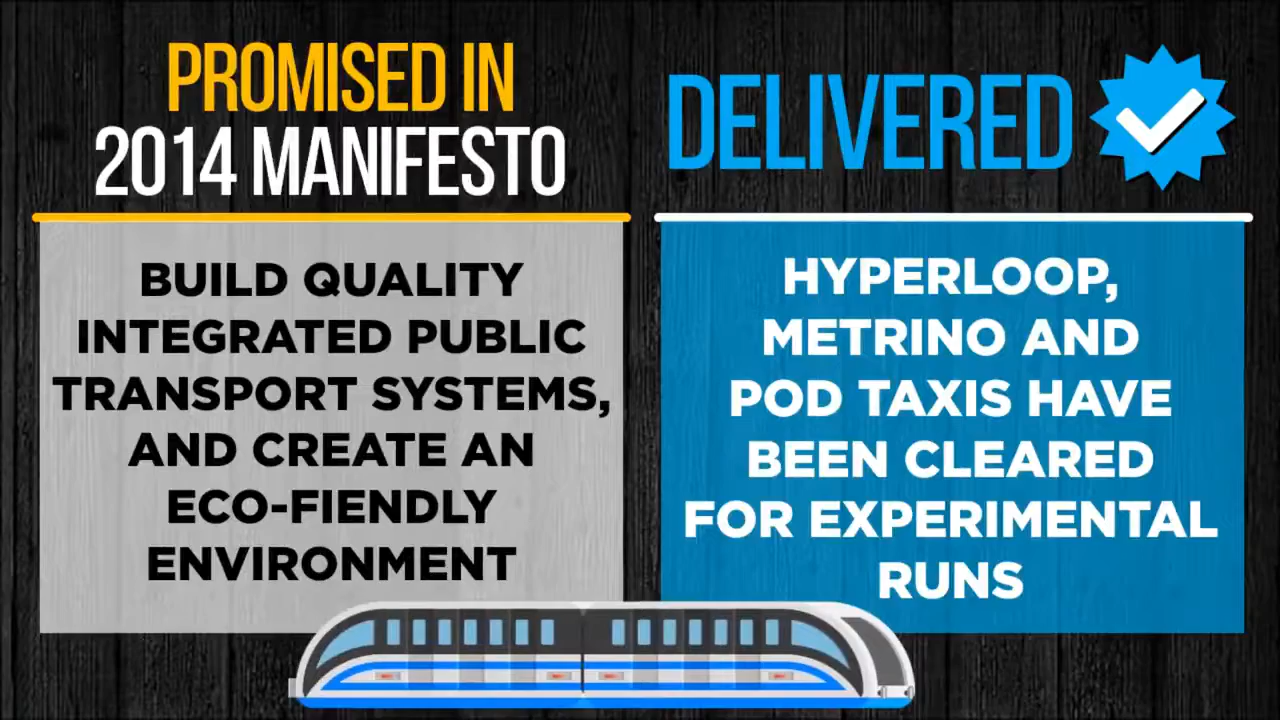 PROMISED IN
2014 MANIFESTO
BUILD QUALITY
INTEGRATED PUBLIC
TRANSPORT SYSTEMS,
AND CREATE AN
ECO-FIENDLY
ENVIRONMENT
DELIVERED
HYPERLOOP,
METRINO AND
POD TAXIS HAVE
BEEN CLEARED
FOR EXPERIMENTAL
RUNS